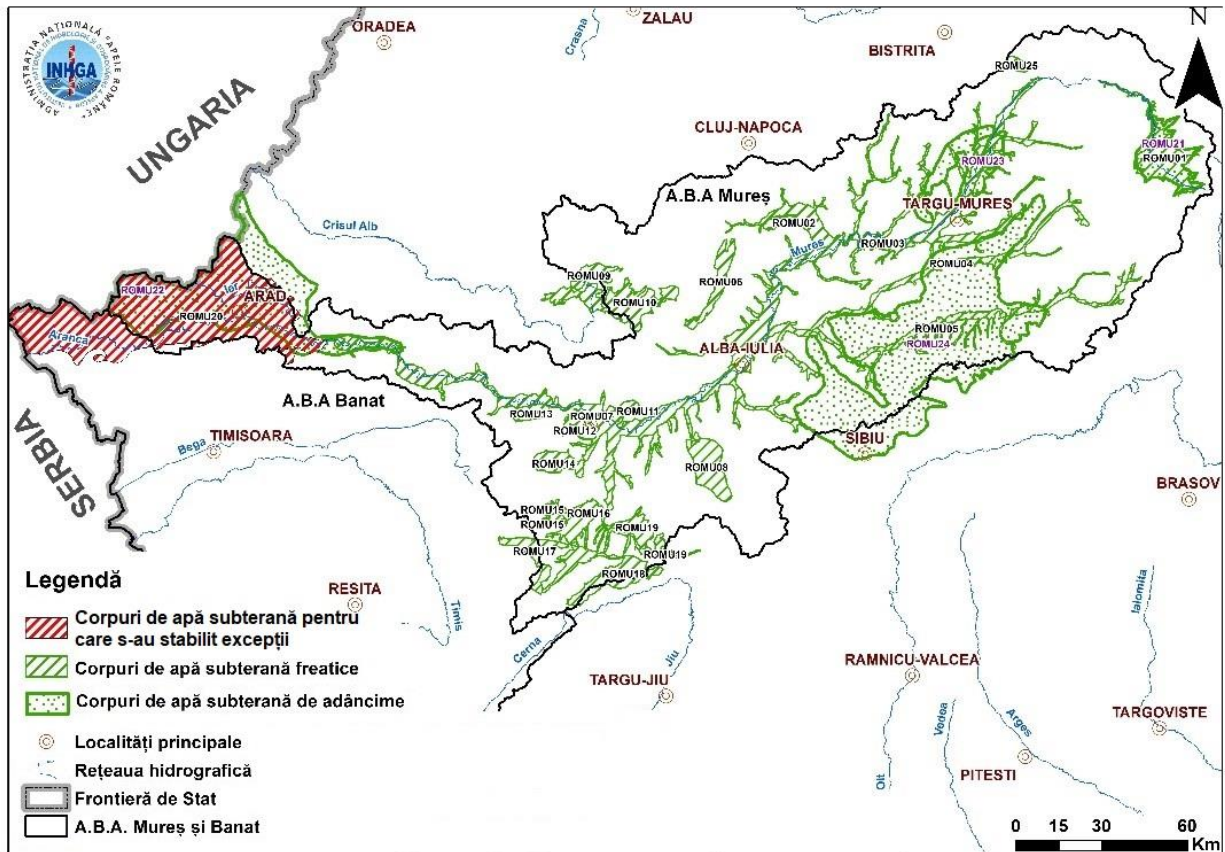 ADMINISTRAȚIA NAȚIONALĂ "APELE ROMÂNE"
INHGA
ORADEA
ZALAU
Crasna
BISTRITA
N
UNGARIA
CLUJ-NAPOCA
ROMU25
ROMU21
ROMU01
ROMU23
A.B.A Mureș
TARGU-MURES
ROMU02
ROMU03
Mureș
Crisul Alb
ROMU04
ROMU09
ROMU10
ROMU06
ROMU22
Ier
ARAD
ROMU20
Aranca
ROMU05
ROMU24
ALBA-IULIA
A.B.A Banat
ROMU13
ROMU07
ROMU11
ROMU12
SIBIU
SERBIA
Bega
TIMISOARA
ROMU14
ROMU08
BRASOV
ROMU15
ROMU16
ROMU15
ROMU19
ROMU17
ROMU19
ROMU18
RESITA
Timis
Cerna
Jiu
TARGU-JIU
Ialomita
RAMNICU-VALCEA
Vedea
Arges
TARGOVISTE
Olt
PITESTI
Legendă
Corpuri de apă subterană pentru
care s-au stabilit excepții
Corpuri de apă subterană freatice
Corpuri de apă subterană de adâncime
Localități principale
Rețeaua hidrografică
Frontieră de Stat
A.B.A. Mureș și Banat
0 15 30 60
Km